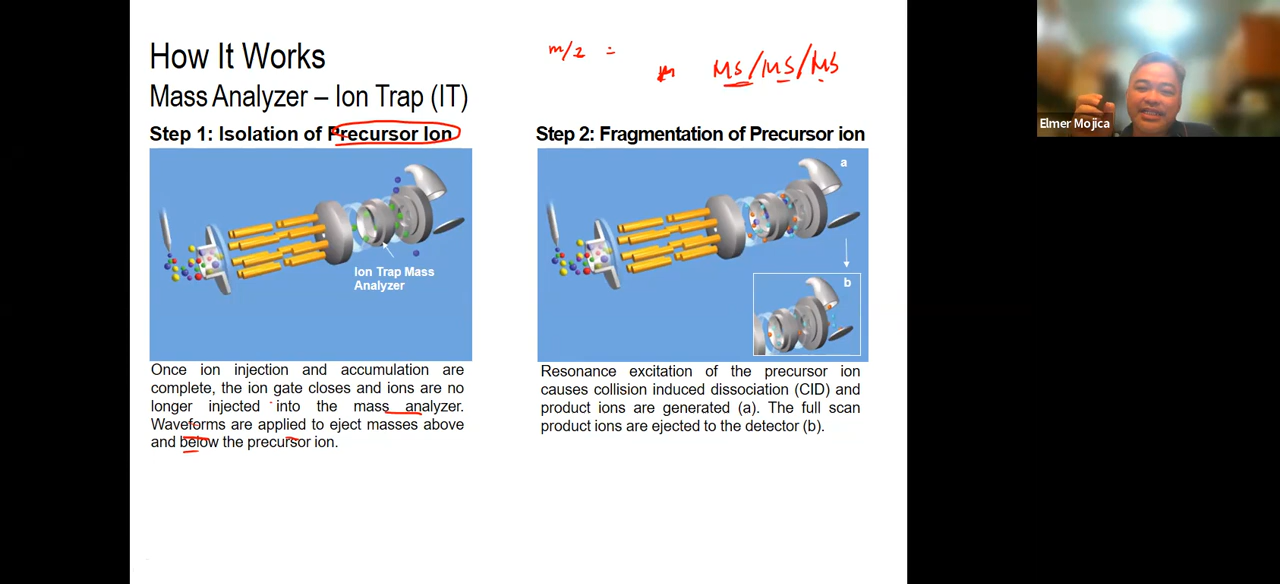 How It Works
m/z =
MS/MS/MS
Mass Analyzer – Ion Trap (IT)
Elmer Mojica
Step 1: Isolation of Precursor Ion
Step 2: Fragmentation of Precursor ion
a
Ion Trap Mass
Analyzer
b
Once ion injection and accumulation are
complete, the ion gate closes and ions are no
longer injected into the mass analyzer.
Waveforms are applied to eject masses above
and below the precursor ion.
Resonance excitation of the precursor ion
causes collision induced dissociation (CID) and
product ions are generated (a). The full scan
product ions are ejected to the detector (b).